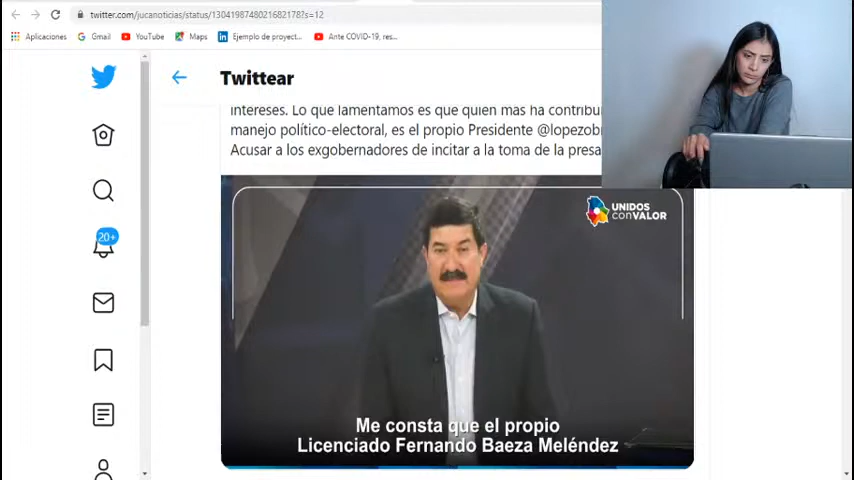 twitter.com/jucanoticias/status/1304198748021682178?s=12
Aplicaciones
Gmail
YouTube
Maps
Ejemplo de proyect...
Ante COVID-19, res...
Twittear
intereses. Lo que lamentamos es que quien más ha contribu
manejo político-electoral, es el propio Presidente @lopezob
Acusar a los exgobernadores de incitar a la toma de la presa
20+
UNIDOS
conVALOR
Me consta que el propio
Licenciado Fernando Baeza Meléndez